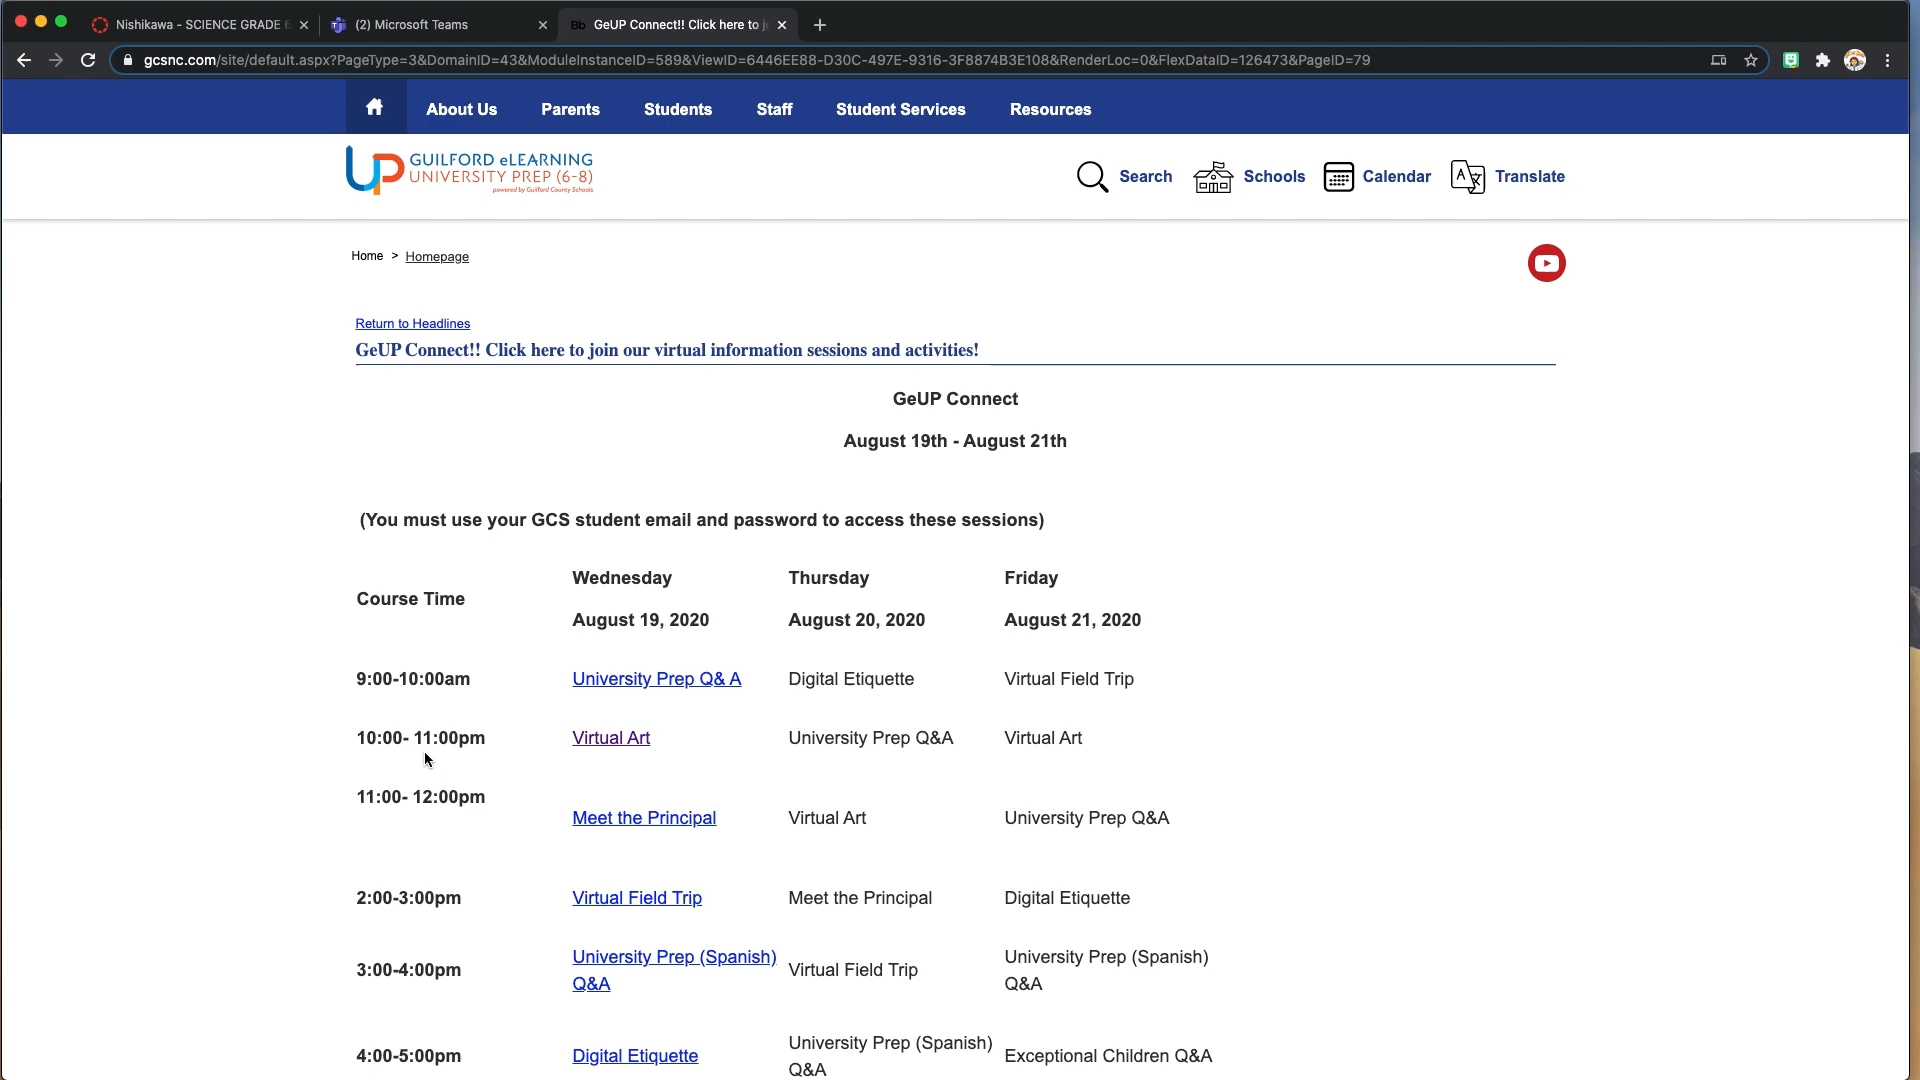 Nishikawa - SCIENCE GRADE 6
(2) Microsoft Teams
Bb GeUP Connect!! Click here to j
gcsnc.com/site/default.aspx?PageType=3&DomainID=43&ModuleInstanceID=589&ViewID=6446EE88-D30C-497E-9316-3F8874B3E108&RenderLoc=0&FlexDataID=126473&PageID=79
About Us Parents Students Staff Student Services Resources
UP GUILFORD eLEARNING
UNIVERSITY PREP (6-8)
powered by Guilford County Schools
Search Schools Calendar Translate
Home > Homepage
Return to Headlines
GeUP Connect!! Click here to join our virtual information sessions and activities!
GeUP Connect
August 19th - August 21th
(You must use your GCS student email and password to access these sessions)
Course Time
Wednesday
August 19, 2020
Thursday
August 20, 2020
Friday
August 21, 2020
9:00-10:00am University Prep Q& A Digital Etiquette Virtual Field Trip
10:00- 11:00pm Virtual Art University Prep Q&A Virtual Art
11:00- 12:00pm
Meet the Principal Virtual Art University Prep Q&A
2:00-3:00pm Virtual Field Trip Meet the Principal Digital Etiquette
3:00-4:00pm
University Prep (Spanish)
Q&A
Virtual Field Trip
University Prep (Spanish)
Q&A
4:00-5:00pm Digital Etiquette
University Prep (Spanish)
Q&A
Exceptional Children Q&A